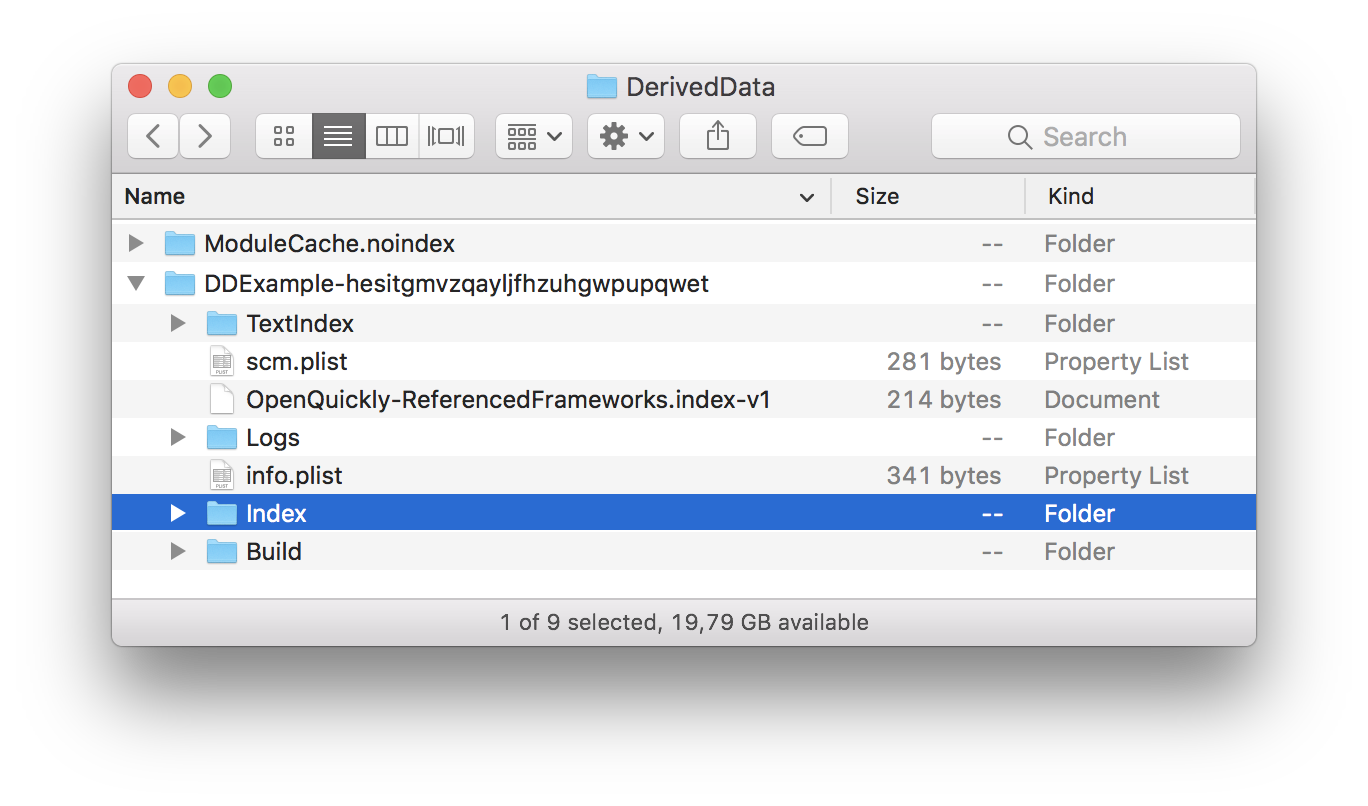 DerivedData
Search
Name Size Kind
ModuleCache.noindex -- Folder
DDExample-hesitgmvzqayljfhzuhgwpupqwet -- Folder
TextIndex -- Folder
scm.plist 281 bytes Property List
OpenQuickly-ReferencedFrameworks.index-v1 214 bytes Document
Logs -- Folder
info.plist 341 bytes Property List
Index -- Folder
Build -- Folder
1 of 9 selected, 19,79 GB available